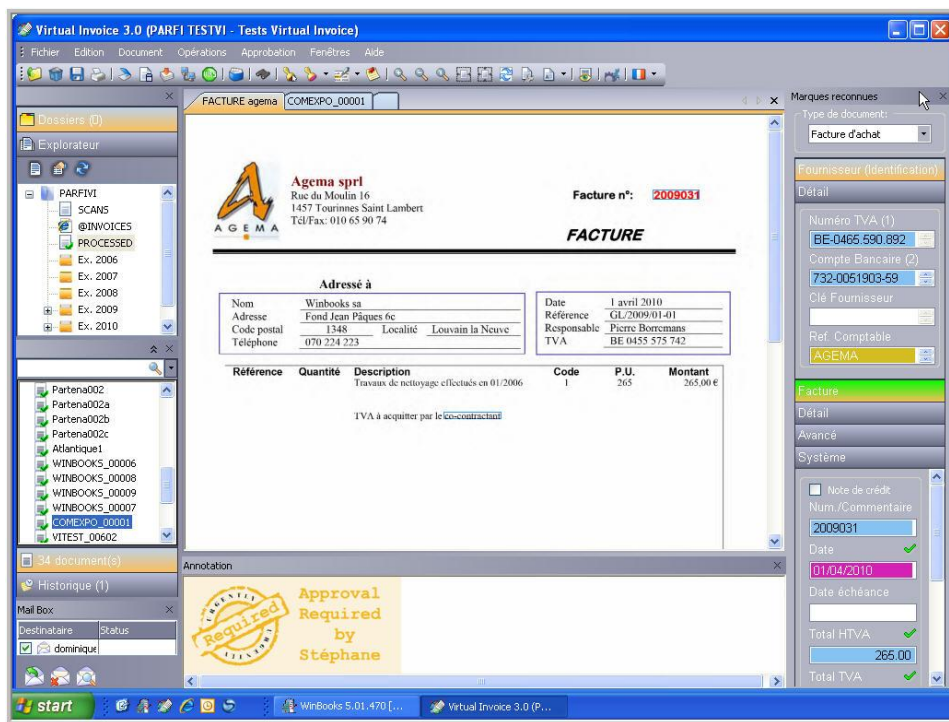 Virtual Invoice 3.0 (PARFI TESTVI - Tests Virtual Invoice)
Fichier Edition Document Opérations Approbation Fenêtres Aide
Dossiers (0)
Explorateur
PARFIVI
SCANS
@INVOICES
PROCESSED
Ex. 2006
Ex. 2007
Ex. 2008
Ex. 2009
Ex. 2010
Partena002
Partena002a
Partena002b
Partena002c
Atlantique1
WINBOOKS_00006
WINBOOKS_00008
WINBOOKS_00009
WINBOOKS_00007
COMEXPO_00001
VITEST_00602
34 document(s)
Historique (1)
Mail Box
Destinataire Status
dominique
FACTURE agema COMEXPO_00001
AGEMA
Agema sprl
Rue du Moulin 16
1457 Tourinnes Saint Lambert
Tél/Fax: 010 65 90 74
Facture n°: 2009031
FACTURE
Adressé à
Nom Winbooks sa
Adresse Fond Jean Pâques 6c
Code postal 1348 Localité Louvain la Neuve
Téléphone 070 224 223
Date 1 avril 2010
Référence GL/2009/01-01
Responsable Pierre Borremans
TVA BE 0455 575 742
Référence Quantité Description Code P.U. Montant
Travaux de nettoyage effectués en 01/2006 1 265 265,00 €
TVA à acquitter par le co-contractant
Annotation
URGENTLY
Required
URGENTLY
Approval
Required
by
Stéphane
Marques reconnues
Type de document:
Facture d'achat
Fournisseur (Identification)
Détail
Numéro TVA (1)
BE-0465.590.892
Compte Bancaire (2)
732-0051903-59
Clé Fournisseur
Ref. Comptable
AGEMA
Facture
Détail
Avancé
Système
Note de crédit
Num./Commentaire
2009031
Date
01/04/2010
Date échéance
Total HTVA
265.00
Total TVA
start
WinBooks 5.01.470 [...
Virtual Invoice 3.0 (P...